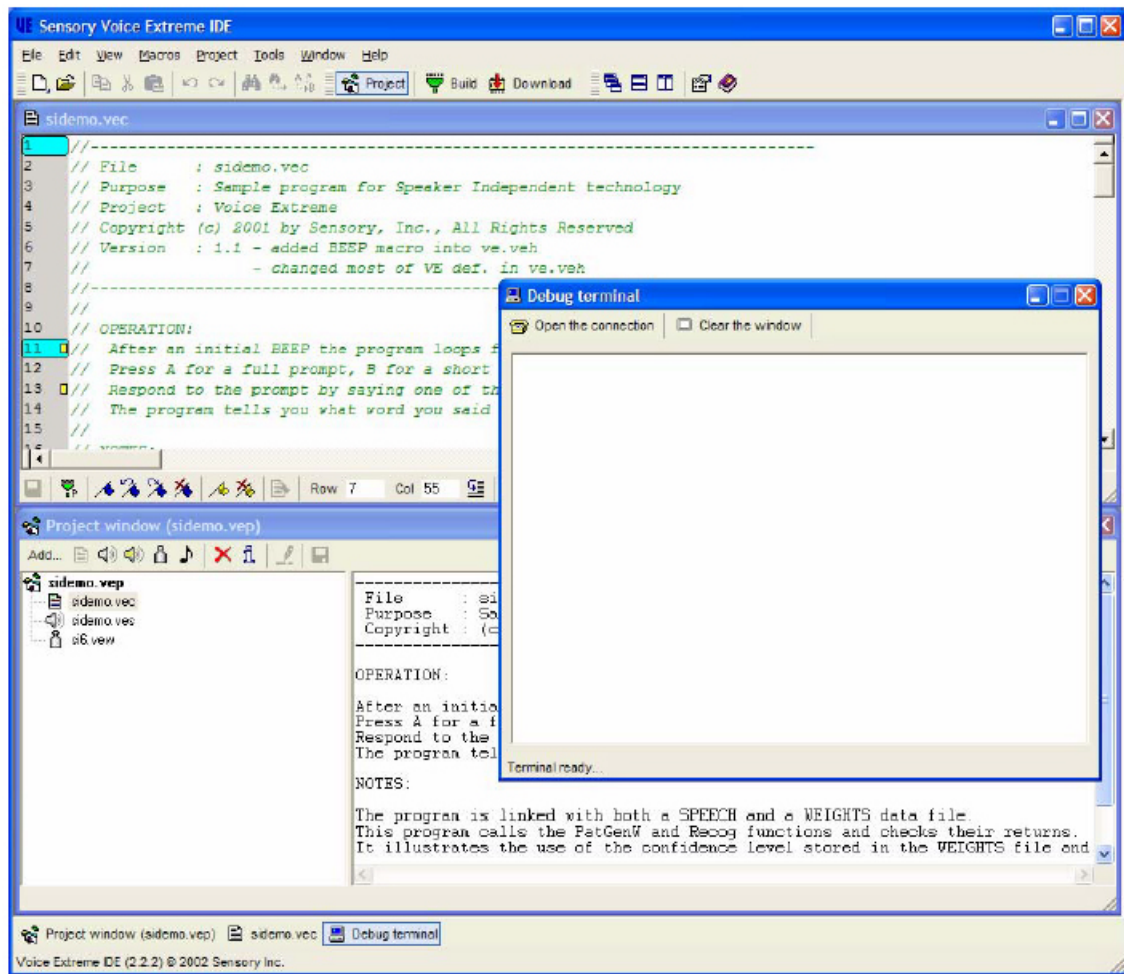 Sensory Voice Extreme IDE
File Edit View Macros Project Tools Window Help
Project Build Download
sidemo.vec
1 //----------------------------------------------------------------------------
2 // File : sidemo.vec
3 // Purpose : Sample program for Speaker Independent technology
4 // Project : Voice Extreme
5 // Copyright (c) 2001 by Sensory, Inc., All Rights Reserved
6 // Version : 1.1 - added BEEP macro into ve.veh
7 // - changed most of VE def. in ve.veh
8 //----------------------------------------------------------------------------
9 //
10 // OPERATION:
11 // After an initial BEEP the program loops f
12 // Press A for a full prompt, B for a short
13 // Respond to the prompt by saying one of th
14 // The program tells you what word you said
15 //
Row 7 Col 55
Debug terminal
Open the connection Clear the window
Terminal ready...
Project window (sidemo.vep)
Add...
sidemo.vep
sidemo.vec
sidemo.ves
si6.vew
File : si
Purpose : Sa
Copyright : (c
OPERATION:
After an initia
Press A for a f
Respond to the
The program tel
NOTES:
The program is linked with both a SPEECH and a WEIGHTS data file.
This program calls the PatGenW and Recog functions and checks their returns.
It illustrates the use of the confidence level stored in the WEIGHTS file and
Project window (sidemo.vep) sidemo.vec Debug terminal
Voice Extreme IDE (2.2.2) © 2002 Sensory Inc.